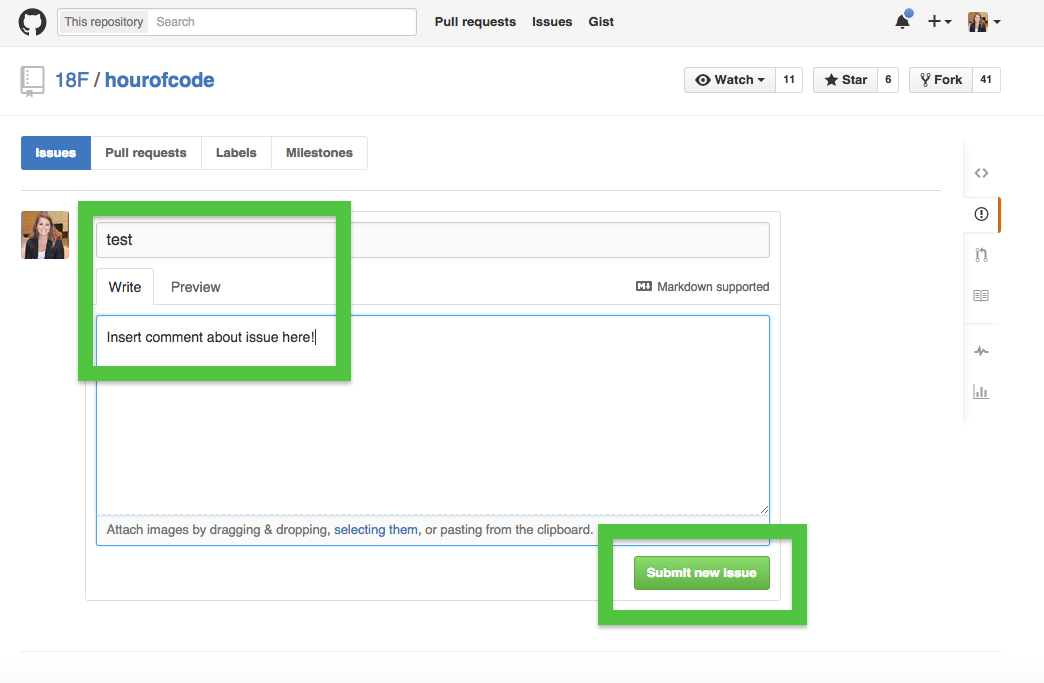 This repository Search Pull requests Issues Gist
18F / hourofcode Watch 11 Star 6 Fork 41
Issues Pull requests Labels Milestones
test
Write Preview Markdown supported
Insert comment about issue here!
Attach images by dragging & dropping, selecting them, or pasting from the clipboard.
Submit new issue